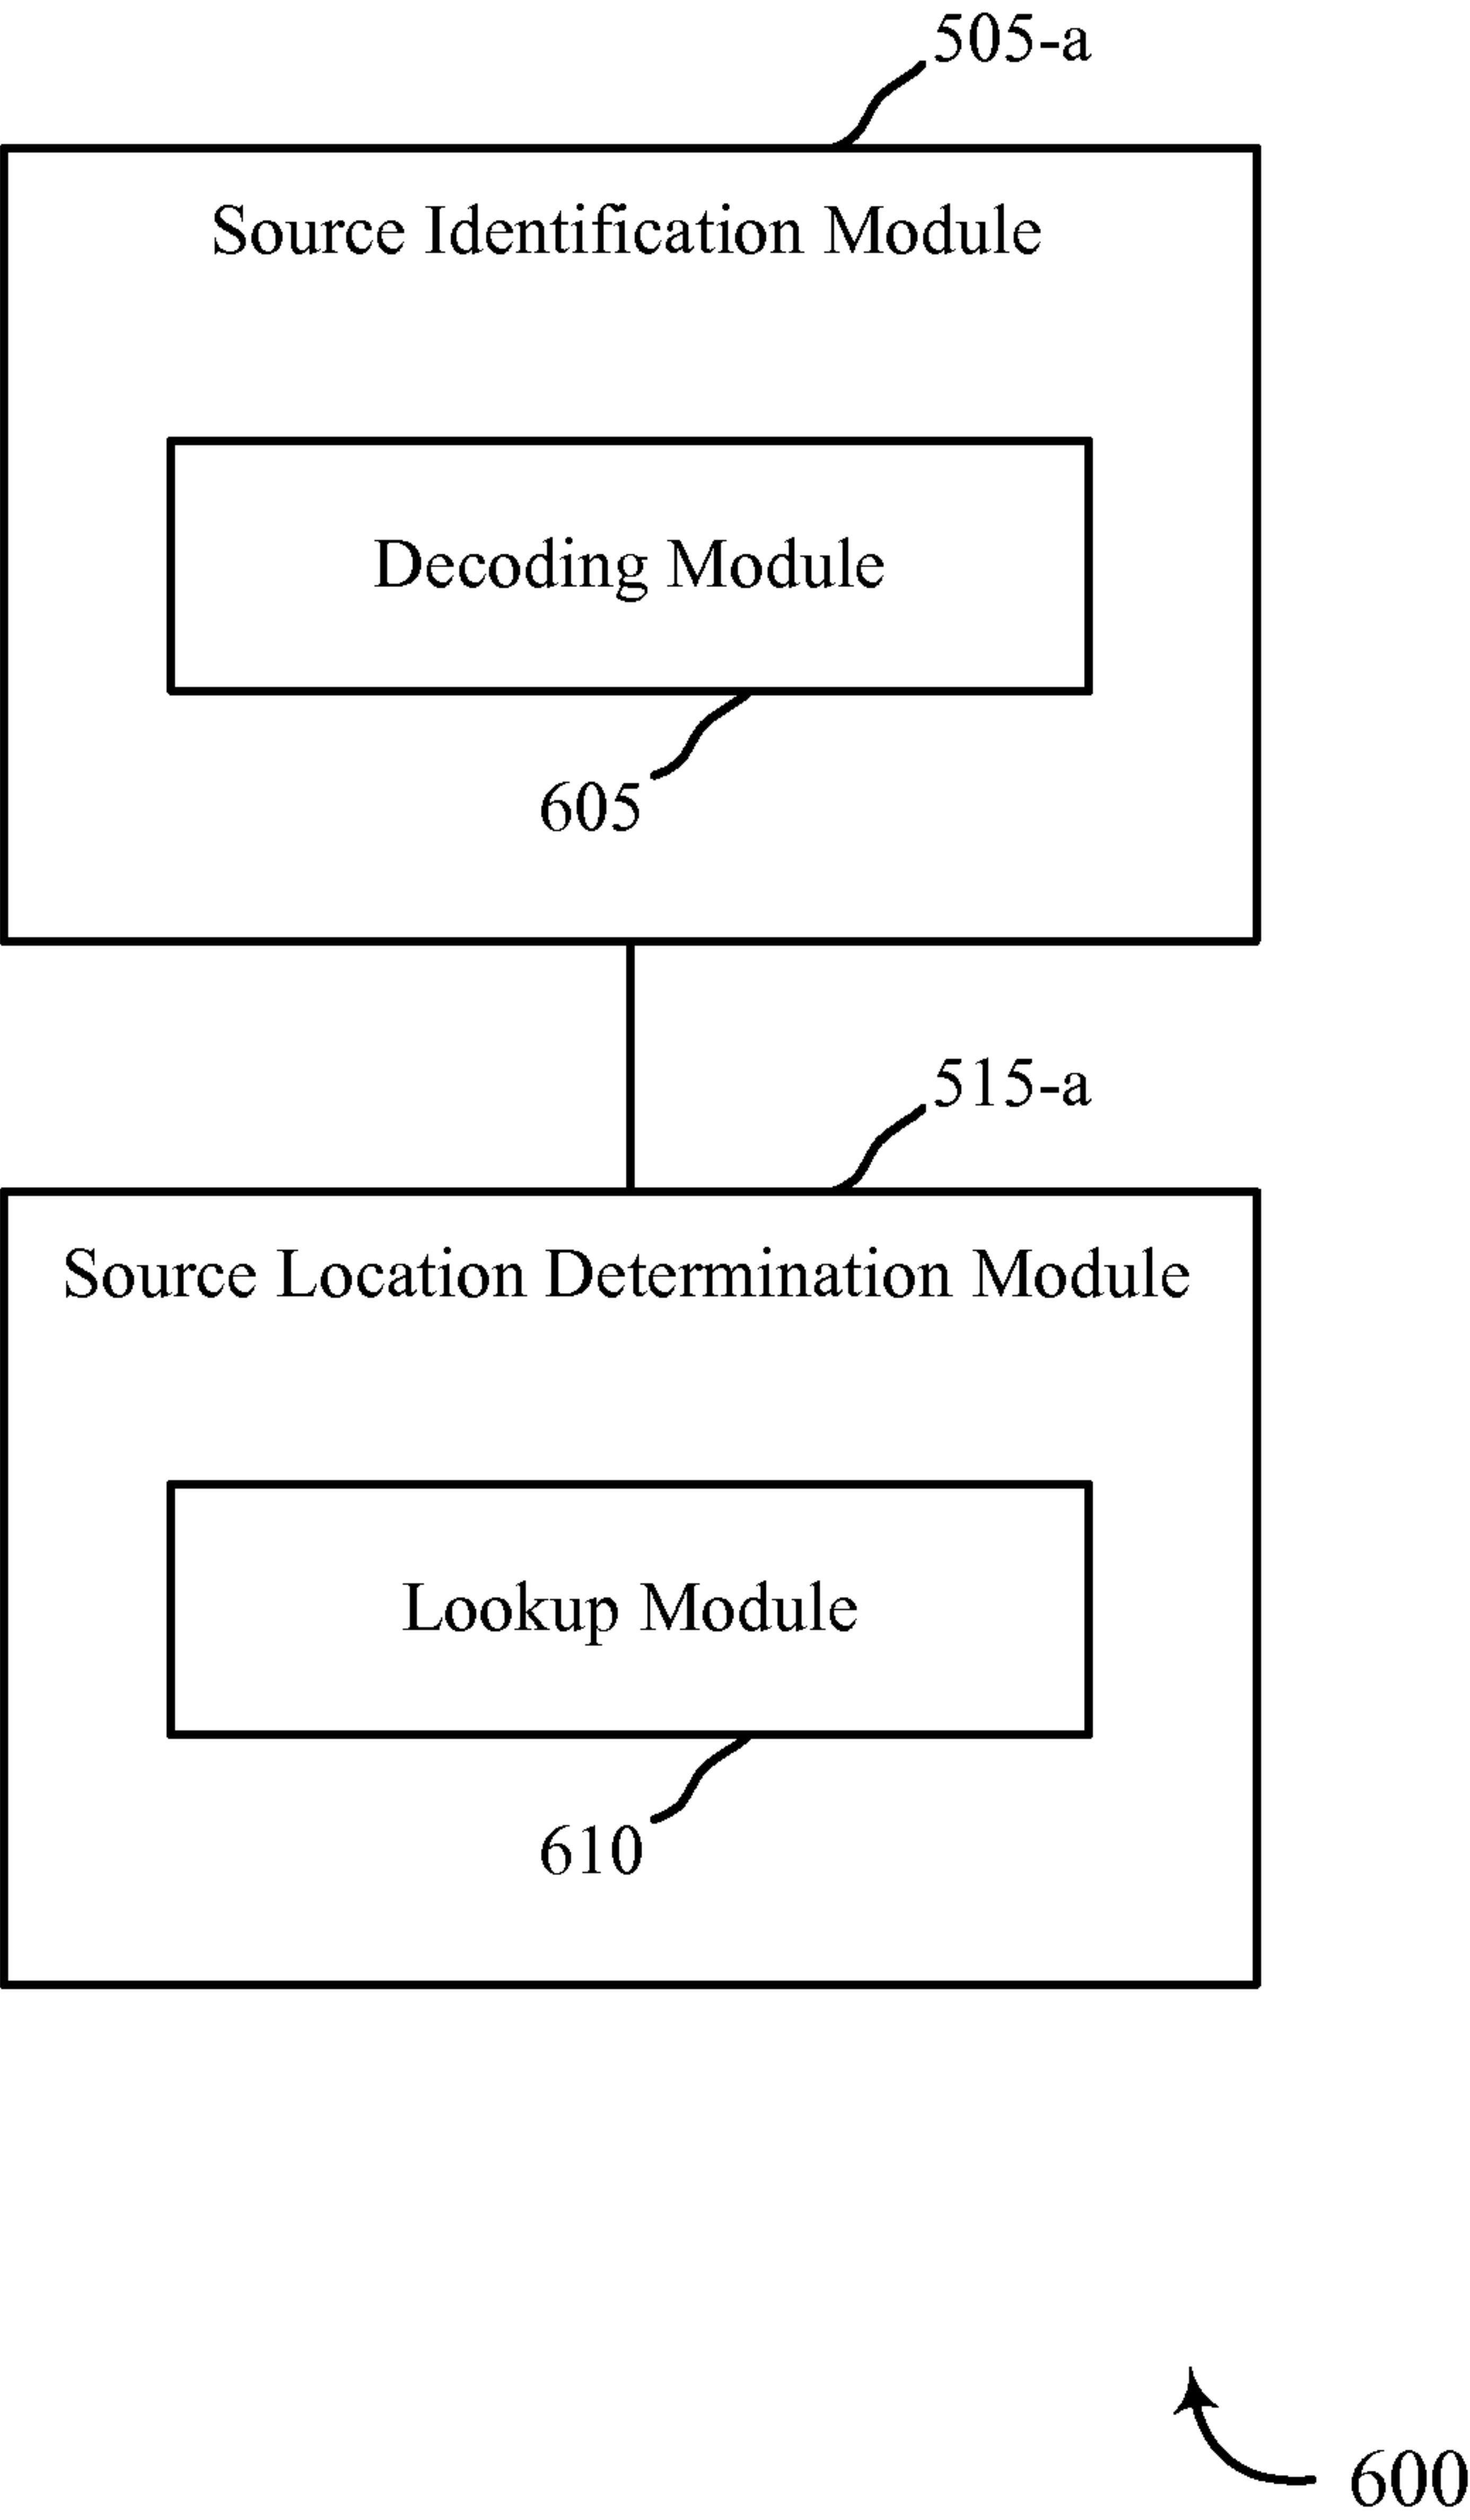 505-a
Source Identification Module
Decoding Module
605
515-a
Source Location Determination Module
Lookup Module
610
600